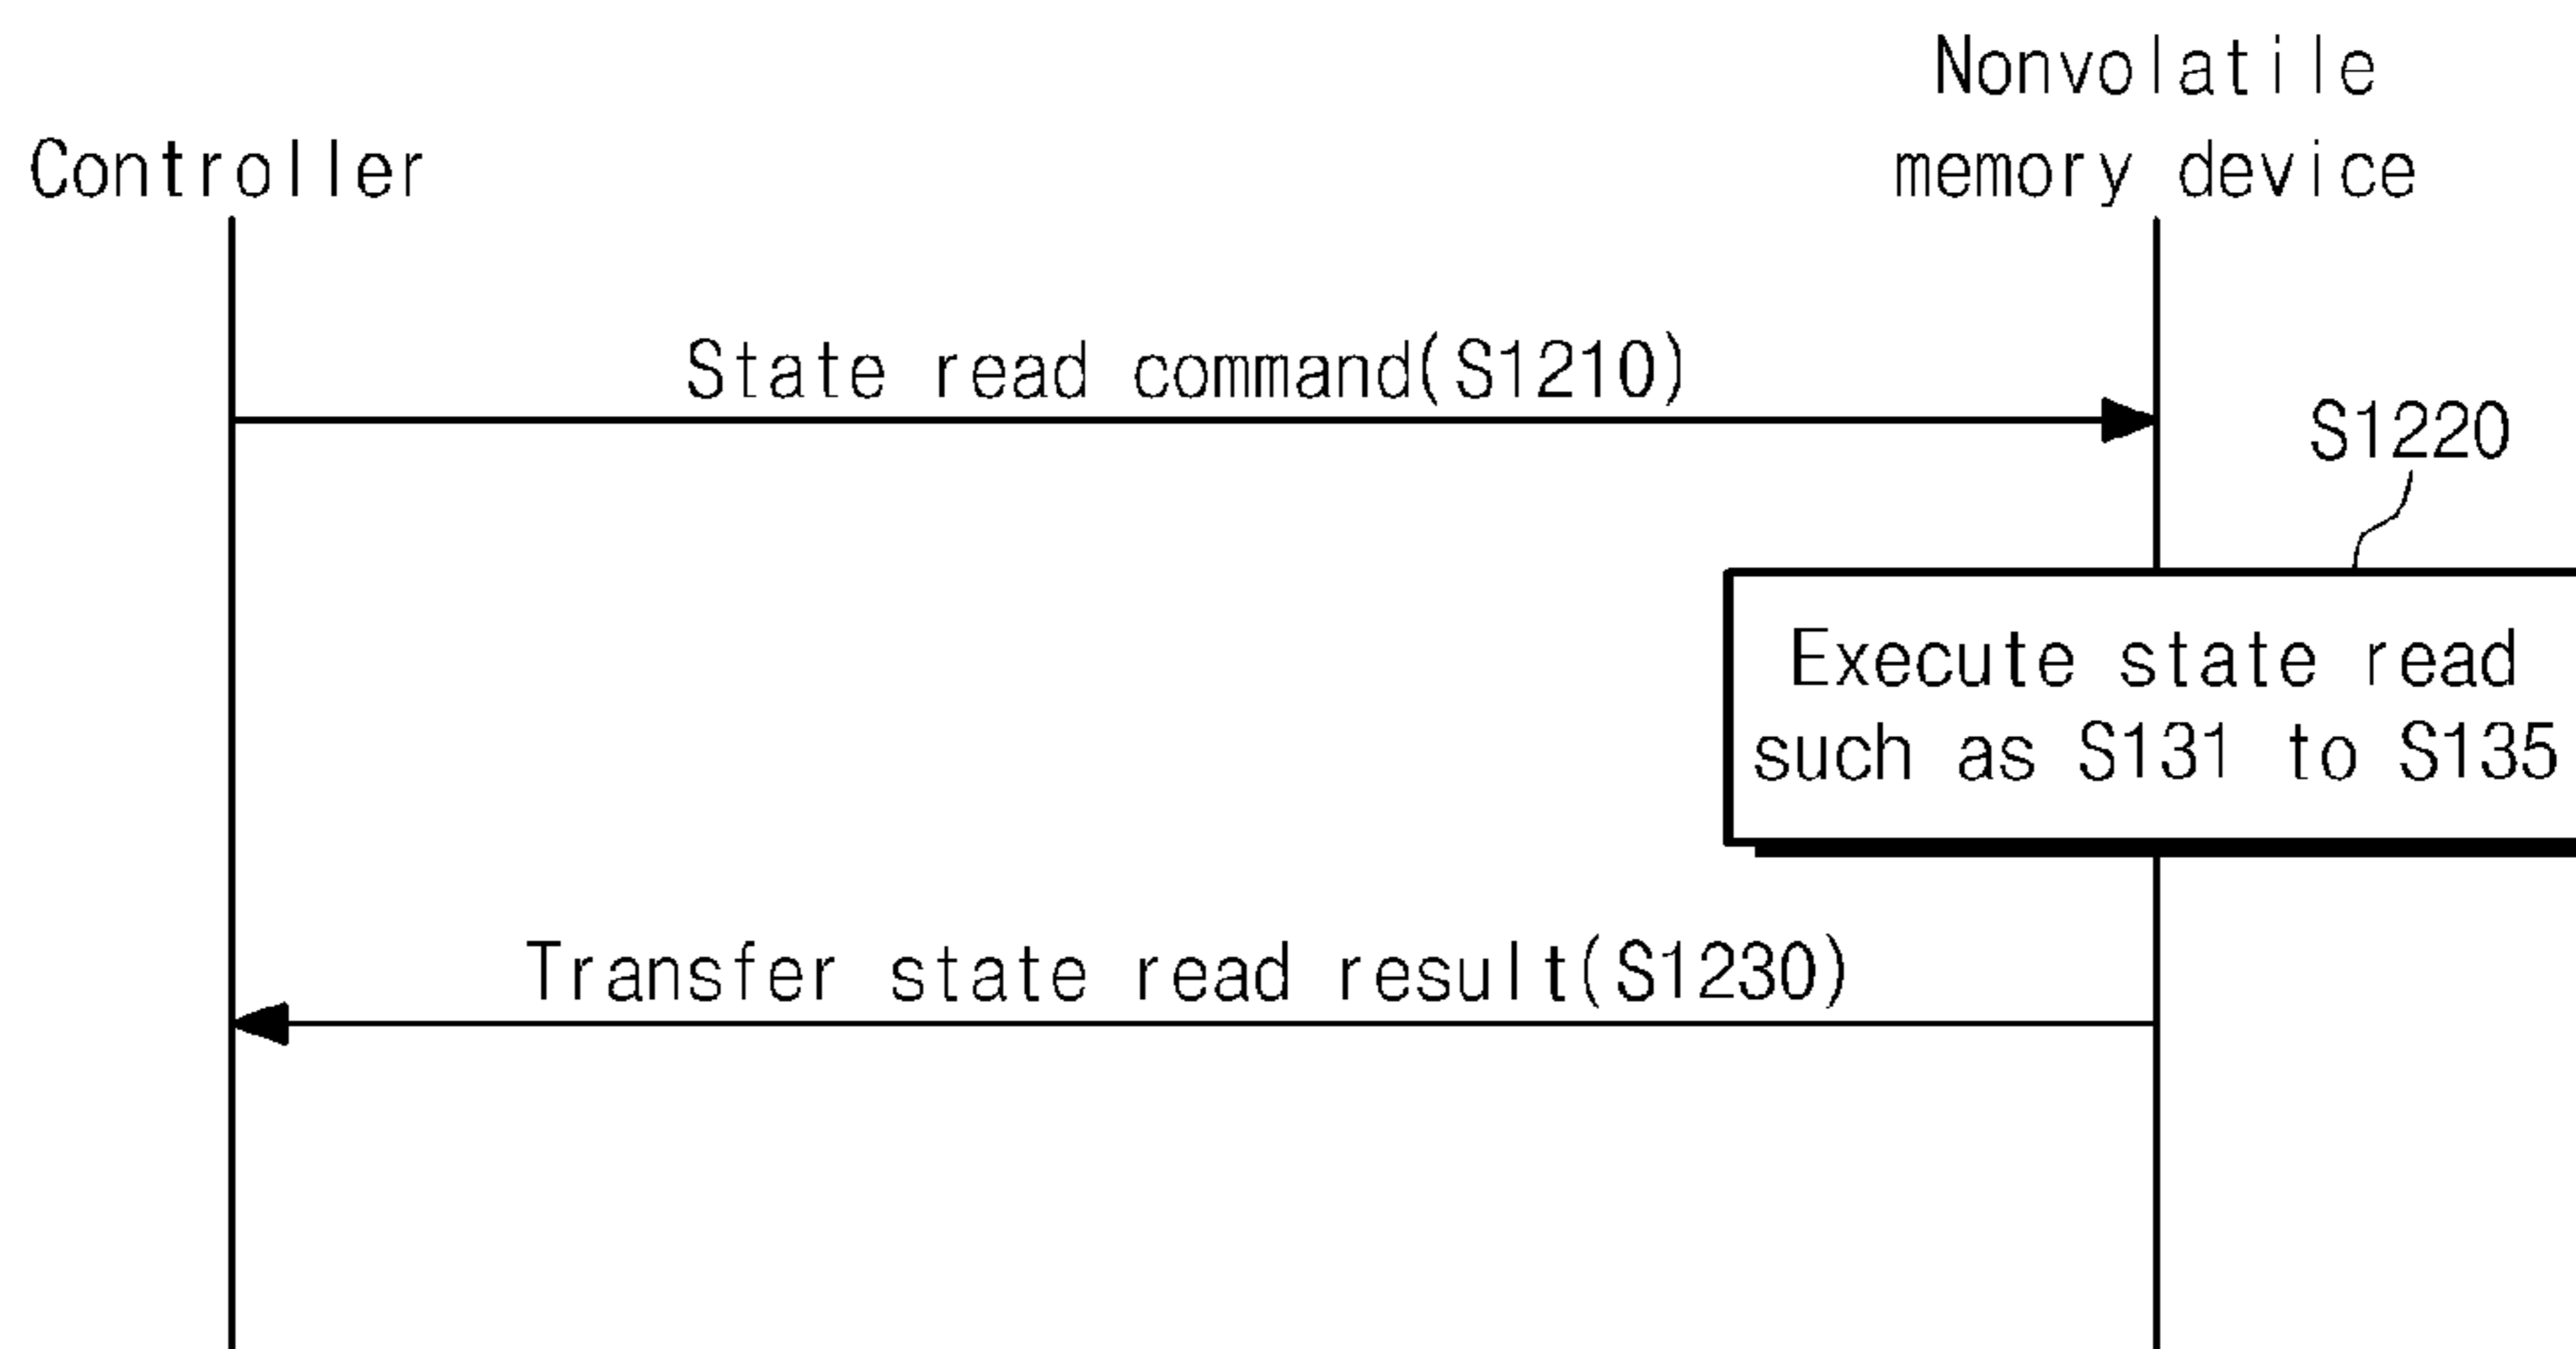 Controller
Nonvolatile
memory device
State read command(S1210)
S1220
Execute state read
such as S131 to S135
Transfer state read result(S1230)